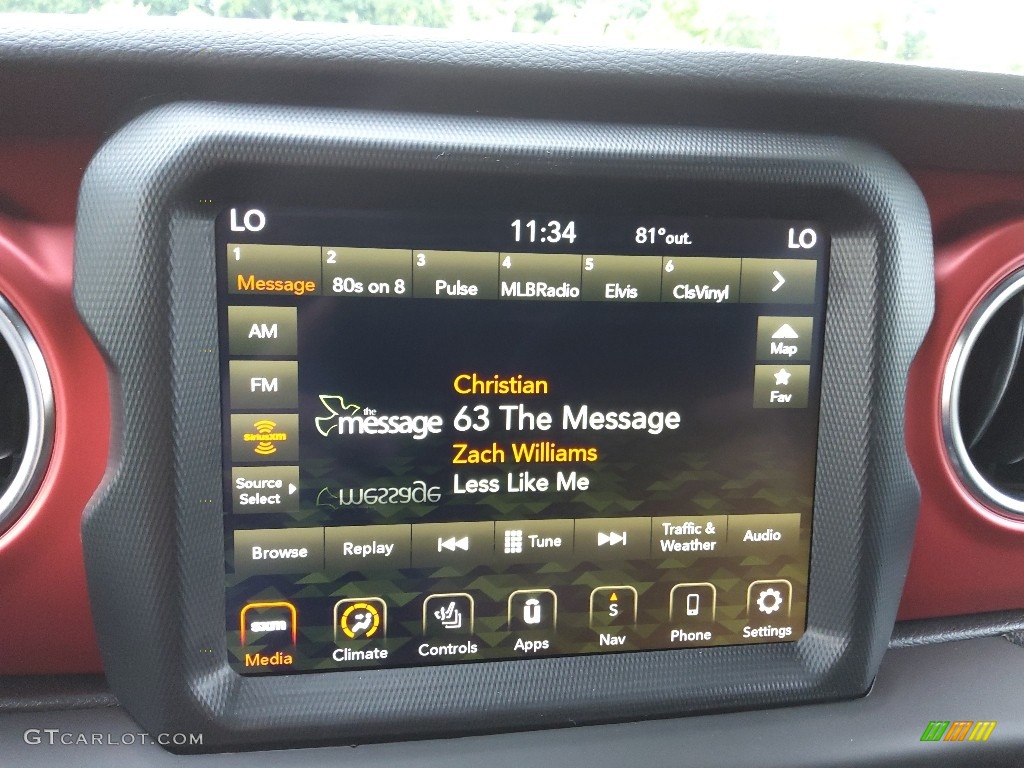 LO
11:34
81°out.
LO
1 Message
2 80s on 8
3 Pulse
4 MLBRadio
5 Elvis
6 ClsVinyl
AM
FM
SiriusXM
Source
Select
Map
Fav
the
message
Christian
63 The Message
Zach Williams
Less Like Me
message
Browse
Replay
Tune
Traffic &
Weather
Audio
sxm
Media
Climate
Controls
Apps
S
Nav
Phone
Settings
GTcarlot.com